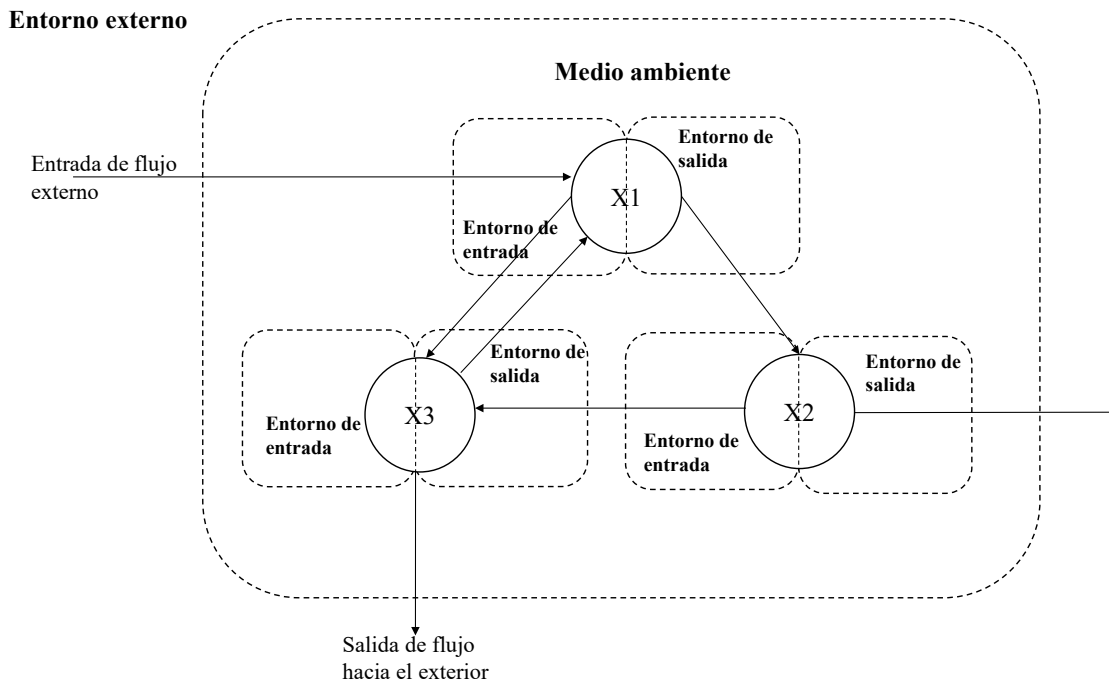 Entorno externo
Medio ambiente
Entorno de
salida
Entrada de flujo
externo
X1
Entorno de
entrada
Entorno de
salida
Entorno de
salida
X3
X2
Entorno de
entrada
Entorno de
entrada
Salida de flujo
hacia el exterior